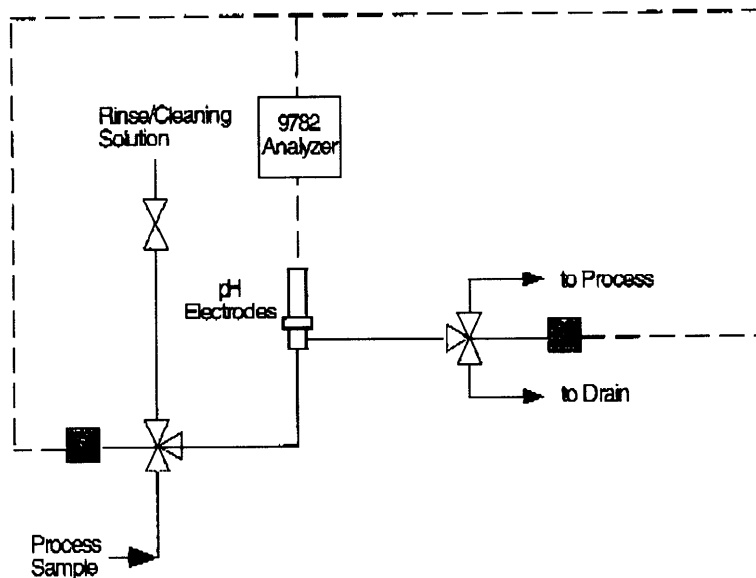 Rinse/Cleaning
Solution
9782
Analyzer
pH
Electrodes
to Process
to Drain
Process
Sample